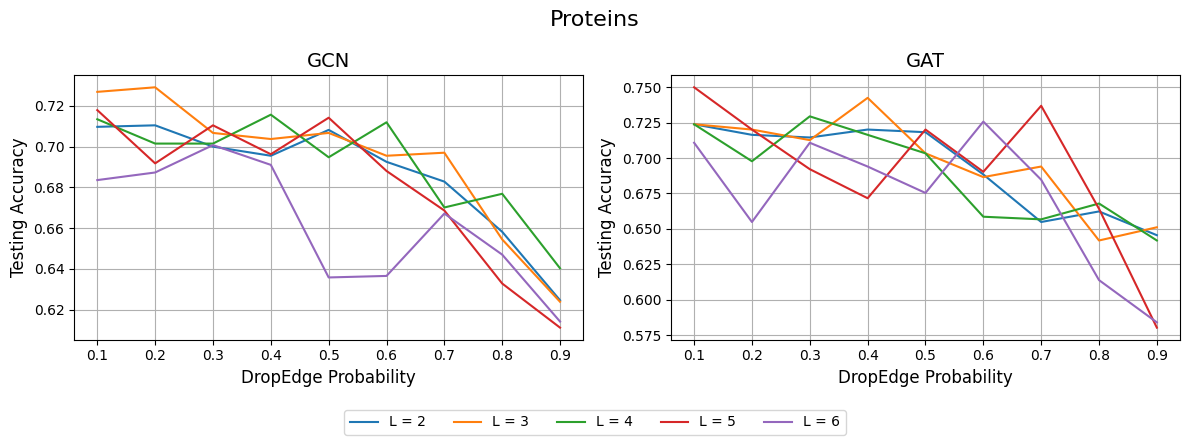 Proteins
GCN
Testing Accuracy
0.72
0.70
0.68
0.66
0.64
0.62
0.1 0.2 0.3 0.4 0.5 0.6 0.7 0.8 0.9
DropEdge Probability
GAT
Testing Accuracy
0.750
0.725
0.700
0.675
0.650
0.625
0.600
0.575
0.1 0.2 0.3 0.4 0.5 0.6 0.7 0.8 0.9
DropEdge Probability
L = 2 L = 3 L = 4 L = 5 L = 6